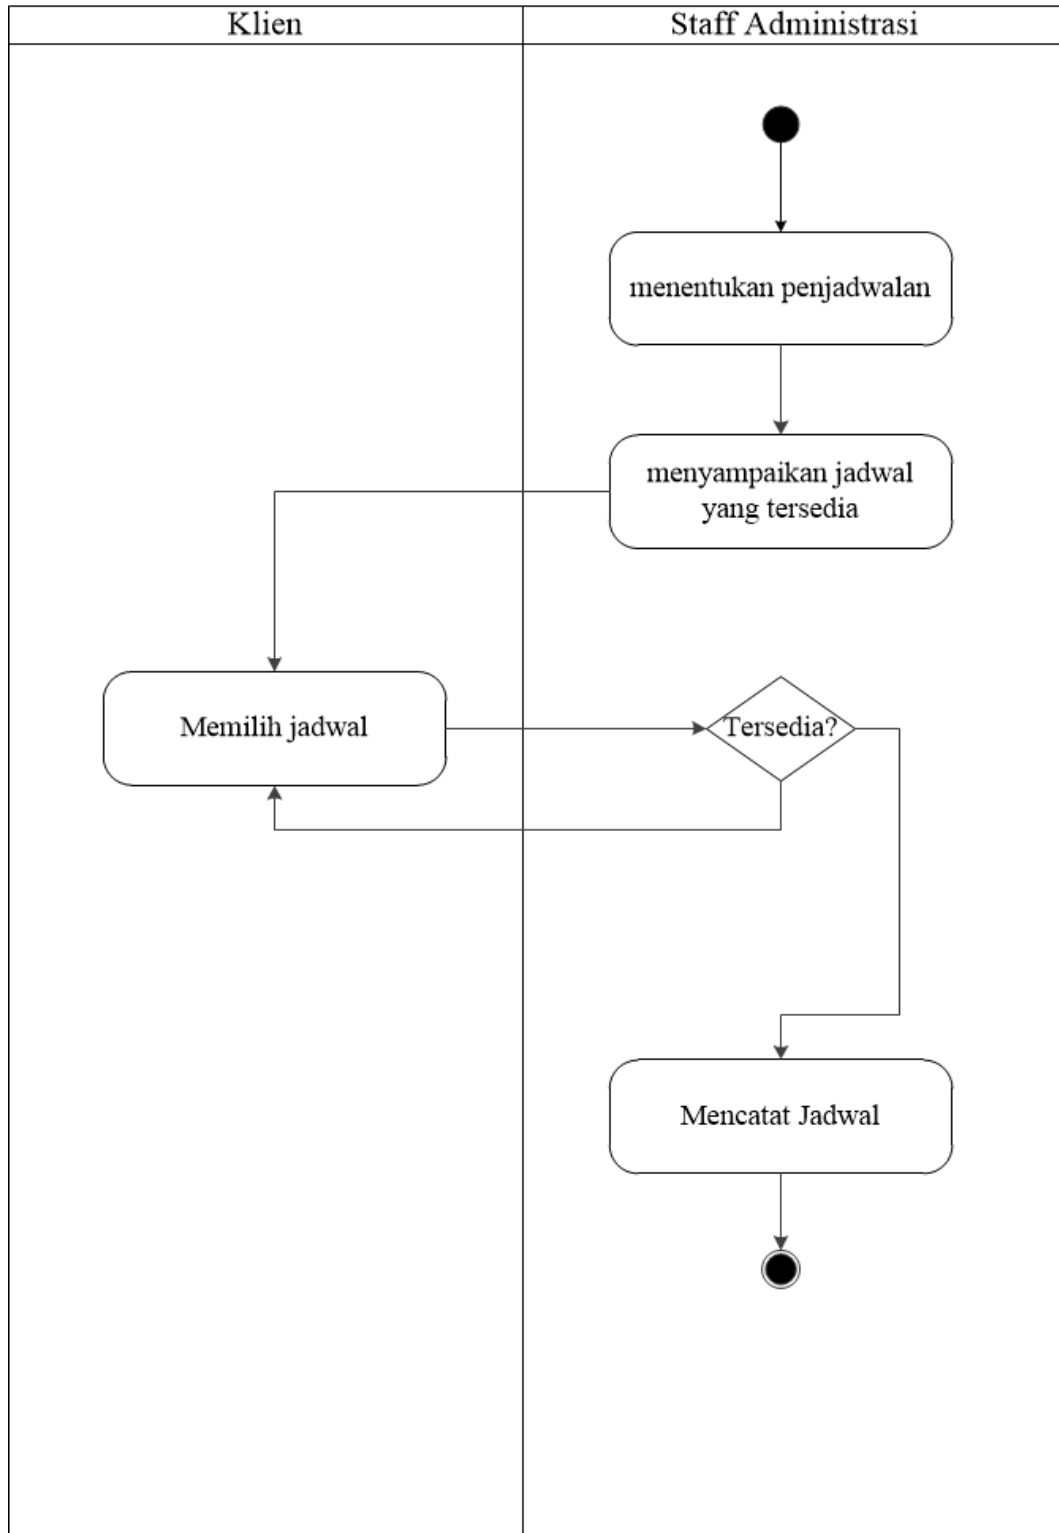 Klien
Staff Administrasi
menentukan penjadwalan
menyampaikan jadwal
yang tersedia
Memilih jadwal
Tersedia?
Mencatat Jadwal